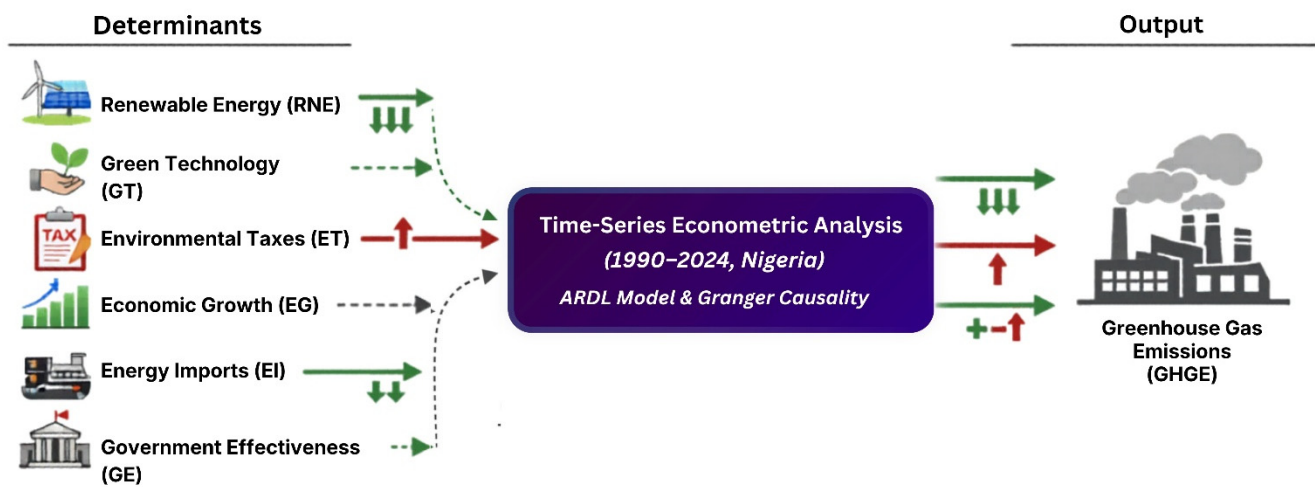 Determinants
Output
Renewable Energy (RNE)
Green Technology
(GT)
TAX
Environmental Taxes (ET)
Economic Growth (EG)
Energy Imports (EI)
Government Effectiveness
(GE)
Time-Series Econometric Analysis
(1990–2024, Nigeria)
ARDL Model & Granger Causality
Greenhouse Gas
Emissions
(GHGE)